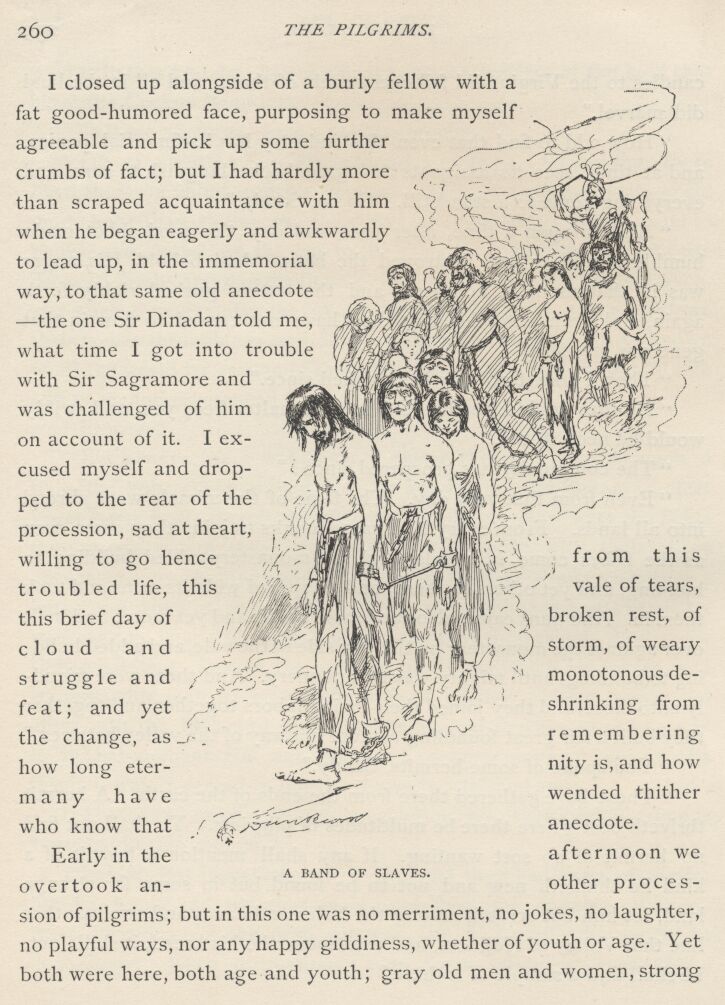 260
THE PILGRIMS.
I closed up alongside of a burly fellow with a
fat good-humored face, purposing to make myself
agreeable and pick up some further
crumbs of fact; but I had hardly more
than scraped acquaintance with him
when he began eagerly and awkwardly
to lead up, in the immemorial
way, to that same old anecdote
—the one Sir Dinadan told me,
what time I got into trouble
with Sir Sagramore and
was challenged of him
on account of it. I ex-
cused myself and drop-
ped to the rear of the
procession, sad at heart,
willing to go hence from this
troubled life, this vale of tears,
this brief day of broken rest, of
cloud and storm, of weary
struggle and monotonous de-
feat; and yet shrinking from
the change, as remembering
how long eter- nity is, and how
many have wended thither
who know that anecdote.
Early in the afternoon we
overtook an- other proces-
A BAND OF SLAVES.
sion of pilgrims; but in this one was no merriment, no jokes, no laughter,
no playful ways, nor any happy giddiness, whether of youth or age. Yet
both were here, both age and youth; gray old men and women, strong